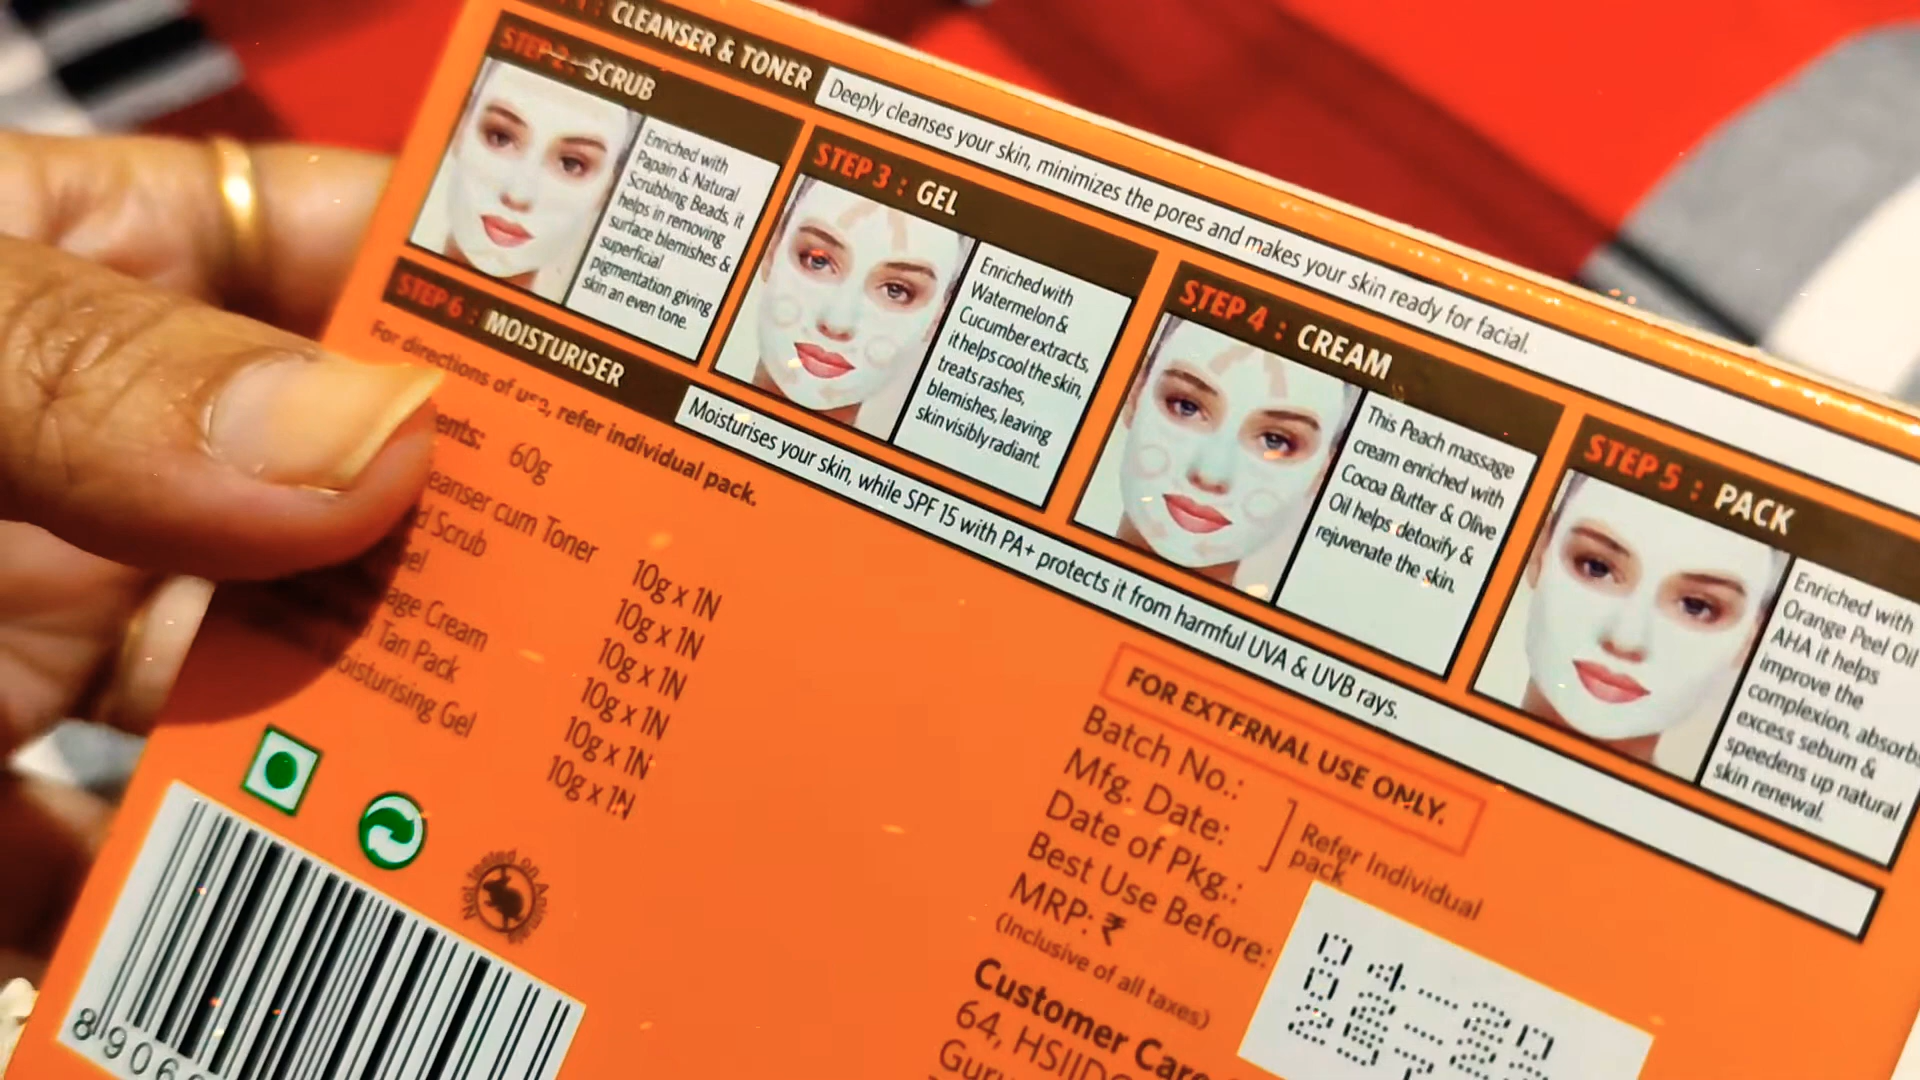 CLEANSER & TONER
Deeply cleanses your skin, minimizes the pores and makes your skin ready for facial.
STEP 2 : SCRUB
Enriched with
Papain & Natural
Scrubbing Beads, it
helps in removing
surface blemishes &
superficial
pigmentation giving
skin an even tone.
STEP 3 : GEL
Enriched with
Watermelon &
Cucumber extracts,
it helps cool the skin,
treats rashes,
blemishes, leaving
skin visibly radiant.
STEP 4 : CREAM
This Peach massage
cream enriched with
Cocoa Butter & Olive
Oil helps detoxify &
rejuvenate the skin.
STEP 5 : PACK
Enriched with
Orange Peel Oil
AHA it helps
improve the
complexion, absorbs
excess sebum &
speedens up natural
skin renewal.
STEP 6 : MOISTURISER
Moisturises your skin, while SPF 15 with PA+ protects it from harmful UVA & UVB rays.
For directions of use, refer individual pack.
60g
cum Toner 10g x 1N
Scrub 10g x 1N
10g x 1N
Cream 10g x 1N
Tan Pack 10g x 1N
Gel 10g x 1N
Not tested on
FOR EXTERNAL USE ONLY.
Batch No.:
Mfg. Date:
Date of Pkg.:
Refer Individual
pack
Best Use Before:
MRP: ₹
(Inclusive of all taxes)
Customer Care
64,
8906